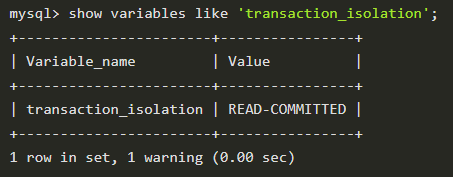 mysql> show variables like 'transaction_isolation';
+-----------------------+----------------+
| Variable_name         | Value          |
+-----------------------+----------------+
| transaction_isolation | READ-COMMITTED |
+-----------------------+----------------+
1 row in set, 1 warning (0.00 sec)